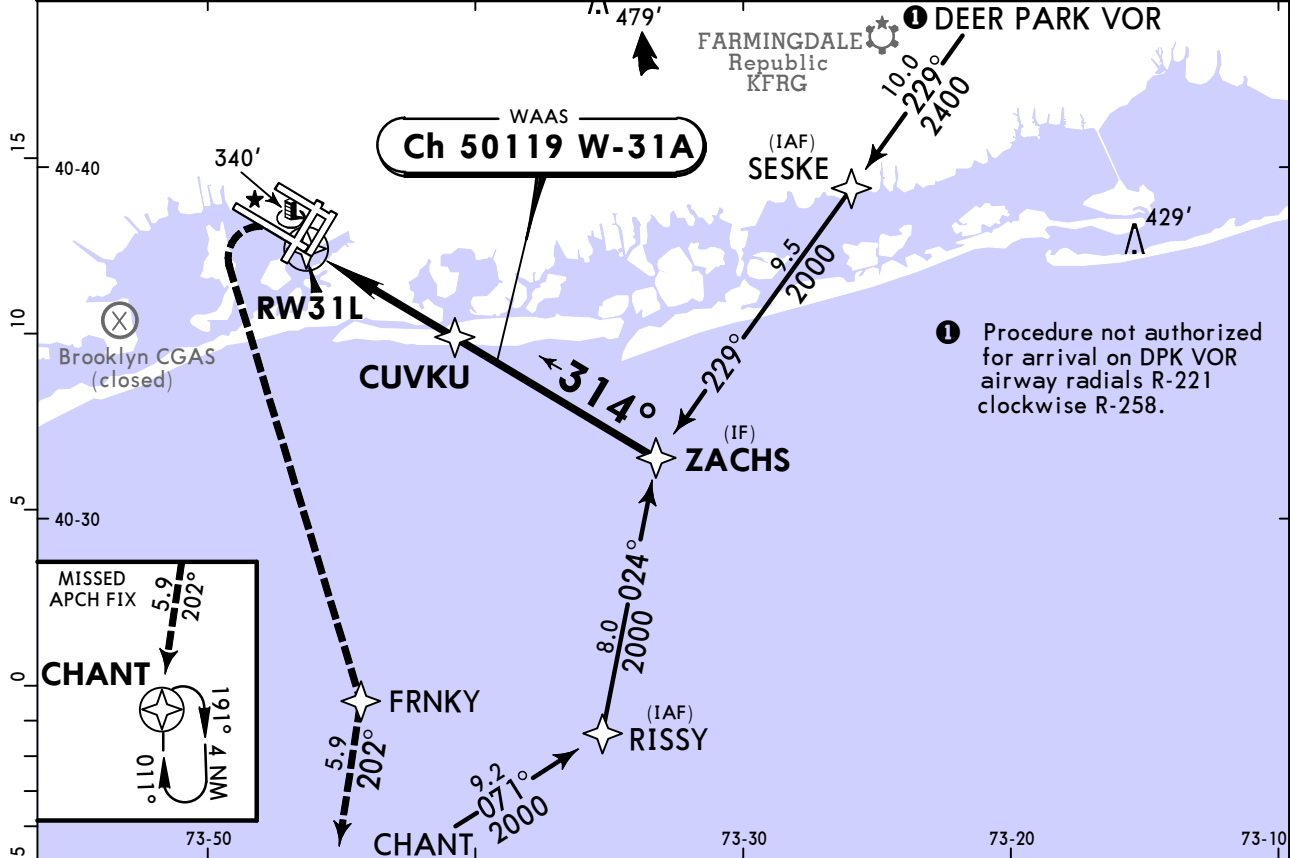 479'
❶ DEER PARK VOR
FARMINGDALE
Republic
KFRG
10.0
229°
2400
WAAS
Ch 50119 W-31A
(IAF)
SESKE
15
40-40
340'
L
429'
9.5
2000
229°
RW31L
10
X
Brooklyn CGAS
(closed)
CUVKU
314°
❶ Procedure not authorized
for arrival on DPK VOR
airway radials R-221
clockwise R-258.
(IF)
ZACHS
5
40-30
MISSED
APCH FIX
5.9
202°
CHANT
191° 4 NM
011°
0
FRNKY
5.9
202°
8.0
2000 024°
(IAF)
RISSY
9.2
071°
2000
CHANT
5
73-50
73-30
73-20
73-10